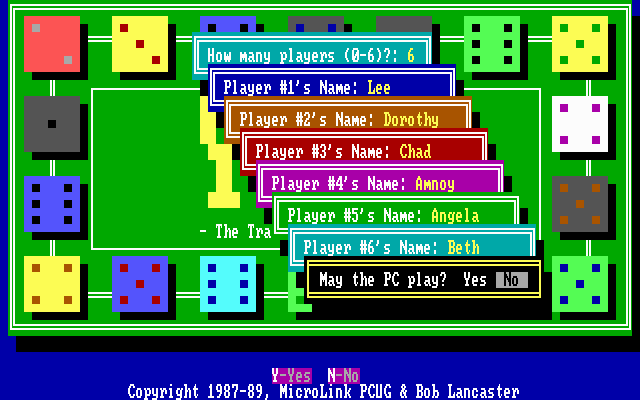 How many players (0-6)?: 6
Player #1's Name: Lee
Player #2's Name: Dorothy
Player #3's Name: Chad
Player #4's Name: Amnoy
Player #5's Name: Angela
- The Tra
Player #6's Name: Beth
May the PC play? Yes No
Y-Yes N-No
Copyright 1987-89, MicroLink PCUG & Bob Lancaster